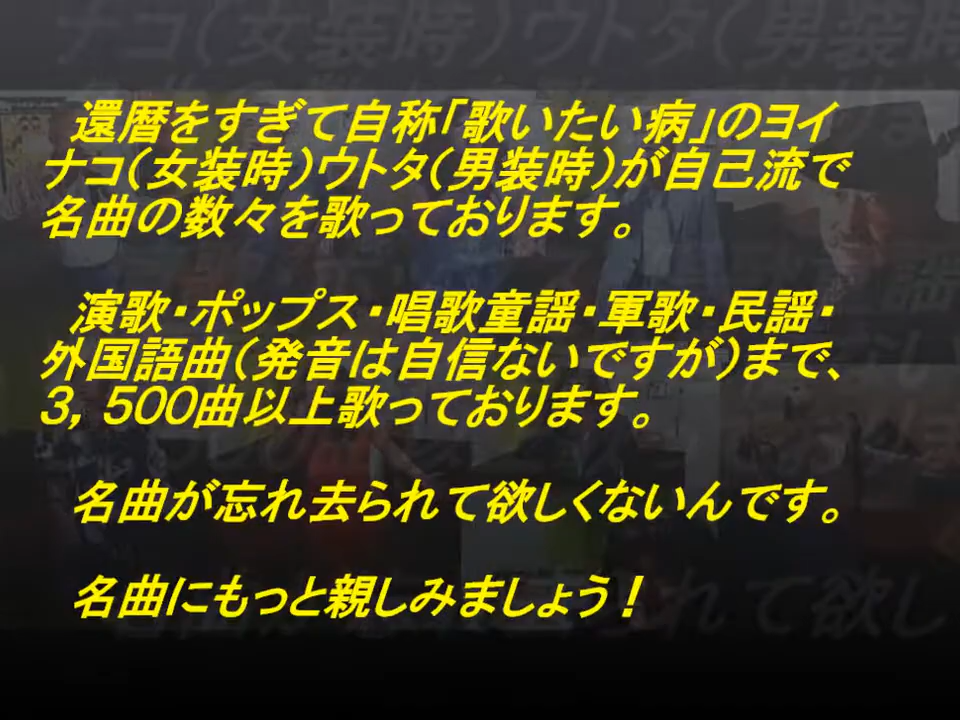 還暦をすぎて自称「歌いたい病」のヨイ
ナコ（女装時）ウトタ（男装時）が自己流で
名曲の数々を歌っております。
演歌・ポップス・唱歌童謡・軍歌・民謡・
外国語曲（発音は自信ないですが）まで、
３，５００曲以上歌っております。
名曲が忘れ去られて欲しくないんです。
名曲にもっと親しみましょう！